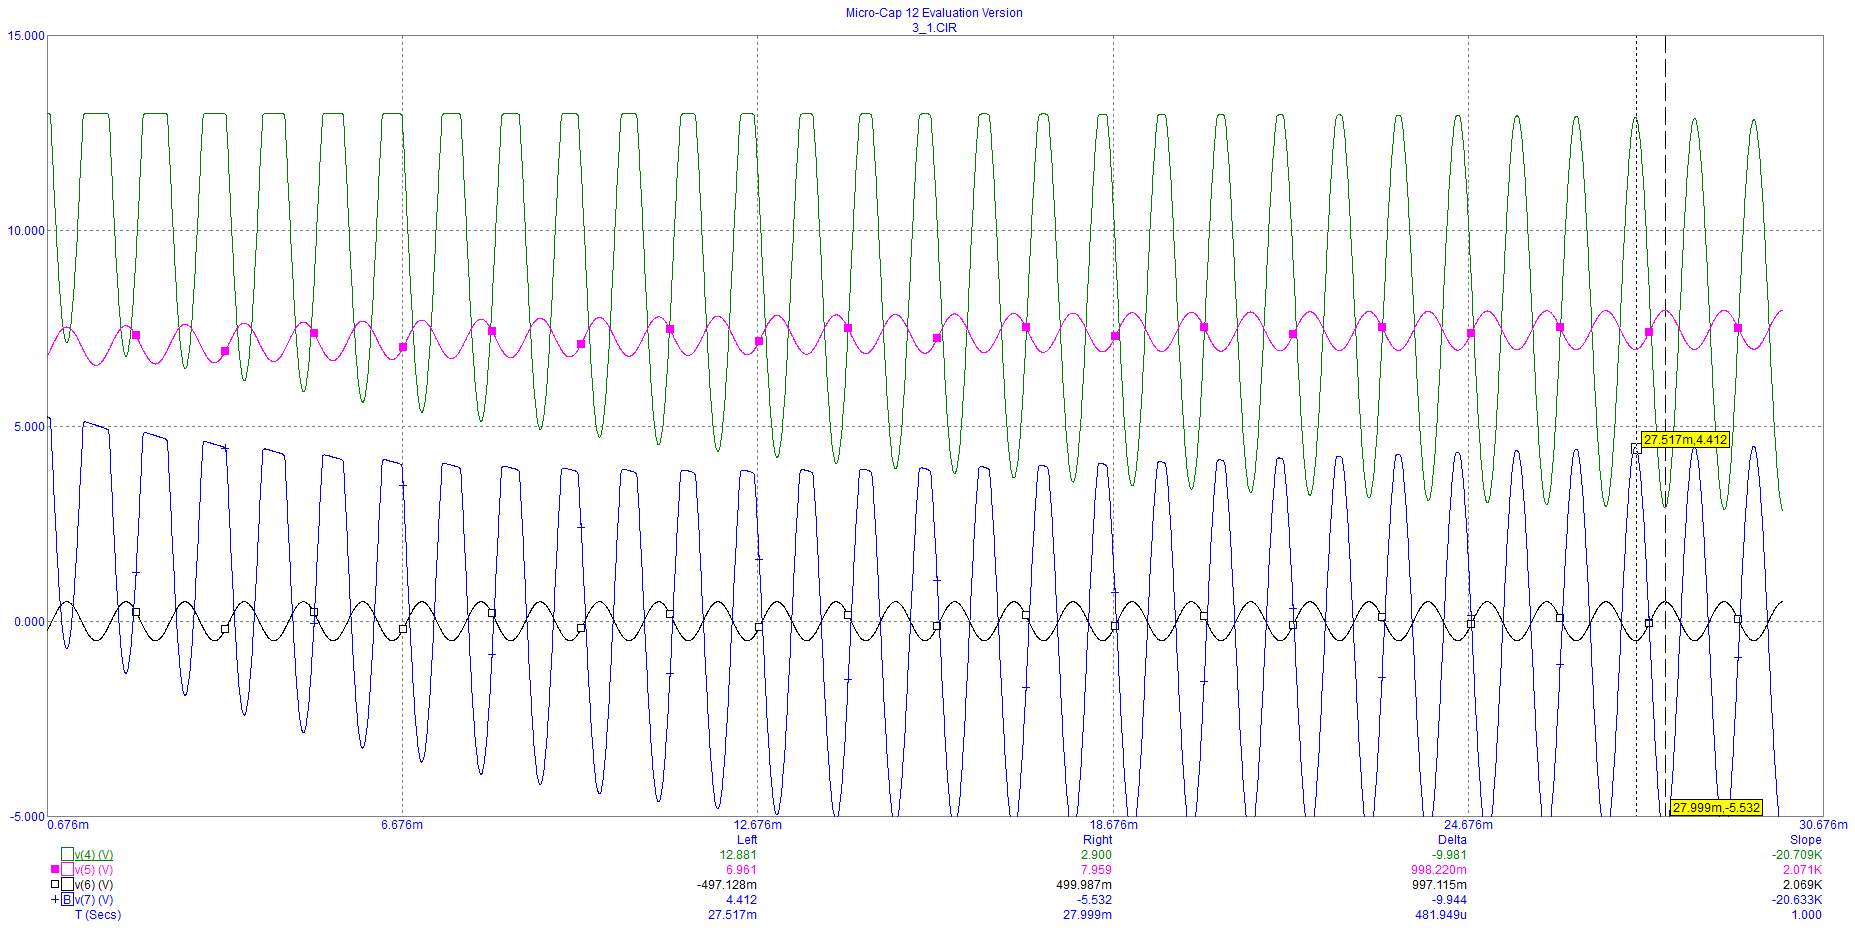 Micro-Cap 12 Evaluation Version
3_1.CIR
15.000
10.000
5.000
27.517m,4.412
0.000
27.999m,-5.532
-5.000
0.676m 6.676m 12.676m 18.676m 24.676m 30.676m
Left Right Delta Slope
v(4) (V) 12.881 2.900 -9.981 -20.709K
v(5) (V) 6.961 7.959 998.220m 2.071K
v(6) (V) -497.128m 499.987m 997.115m 2.069K
B v(7) (V) 4.412 -5.532 -9.944 -20.633K
T (Secs) 27.517m 27.999m 481.949u 1.000